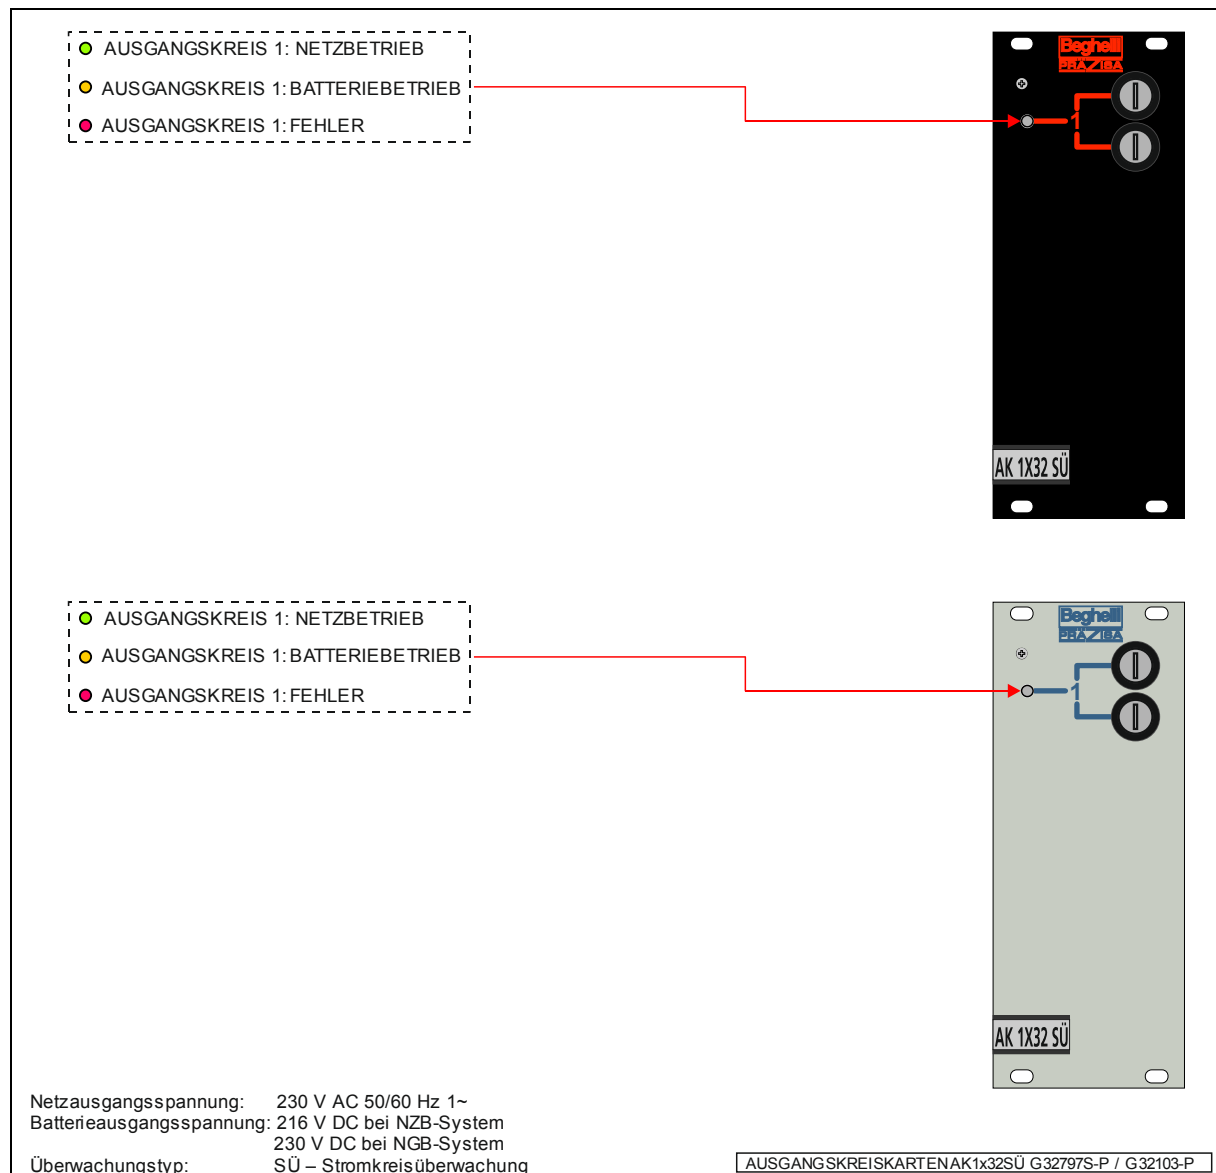 AUSGANGSKREIS 1: NETZBETRIEB
AUSGANGSKREIS 1: BATTERIEBETRIEB
AUSGANGSKREIS 1: FEHLER
Beghelli
PRÄZISA
1
AK 1X32 SÜ
AUSGANGSKREIS 1: NETZBETRIEB
AUSGANGSKREIS 1: BATTERIEBETRIEB
AUSGANGSKREIS 1: FEHLER
Beghelli
PRÄZISA
1
AK 1X32 SÜ
Netzausgangsspannung: 230 V AC 50/60 Hz 1~
Batterieausgangsspannung: 216 V DC bei NZB-System
230 V DC bei NGB-System
Überwachungstyp: SÜ – Stromkreisüberwachung
AUSGANGSKREISKARTEN AK1x32SÜ G32797S-P / G32103-P